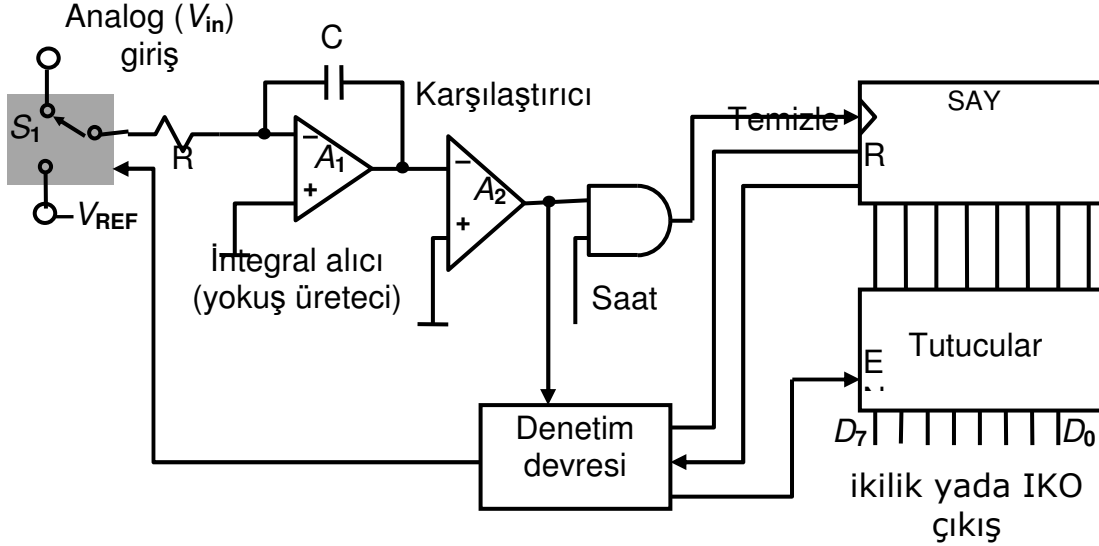 Analog (Vin)
giriş
C
Karşılaştırıcı
SAY
Temizle
S1
R
A1
A2
R
−
+
−
+
– VREF
İntegral alıcı
(yokuş üreteci)
Saat
Tutucular
E
Denetim
devresi
D7
D0
ikilik yada IKO
çıkış